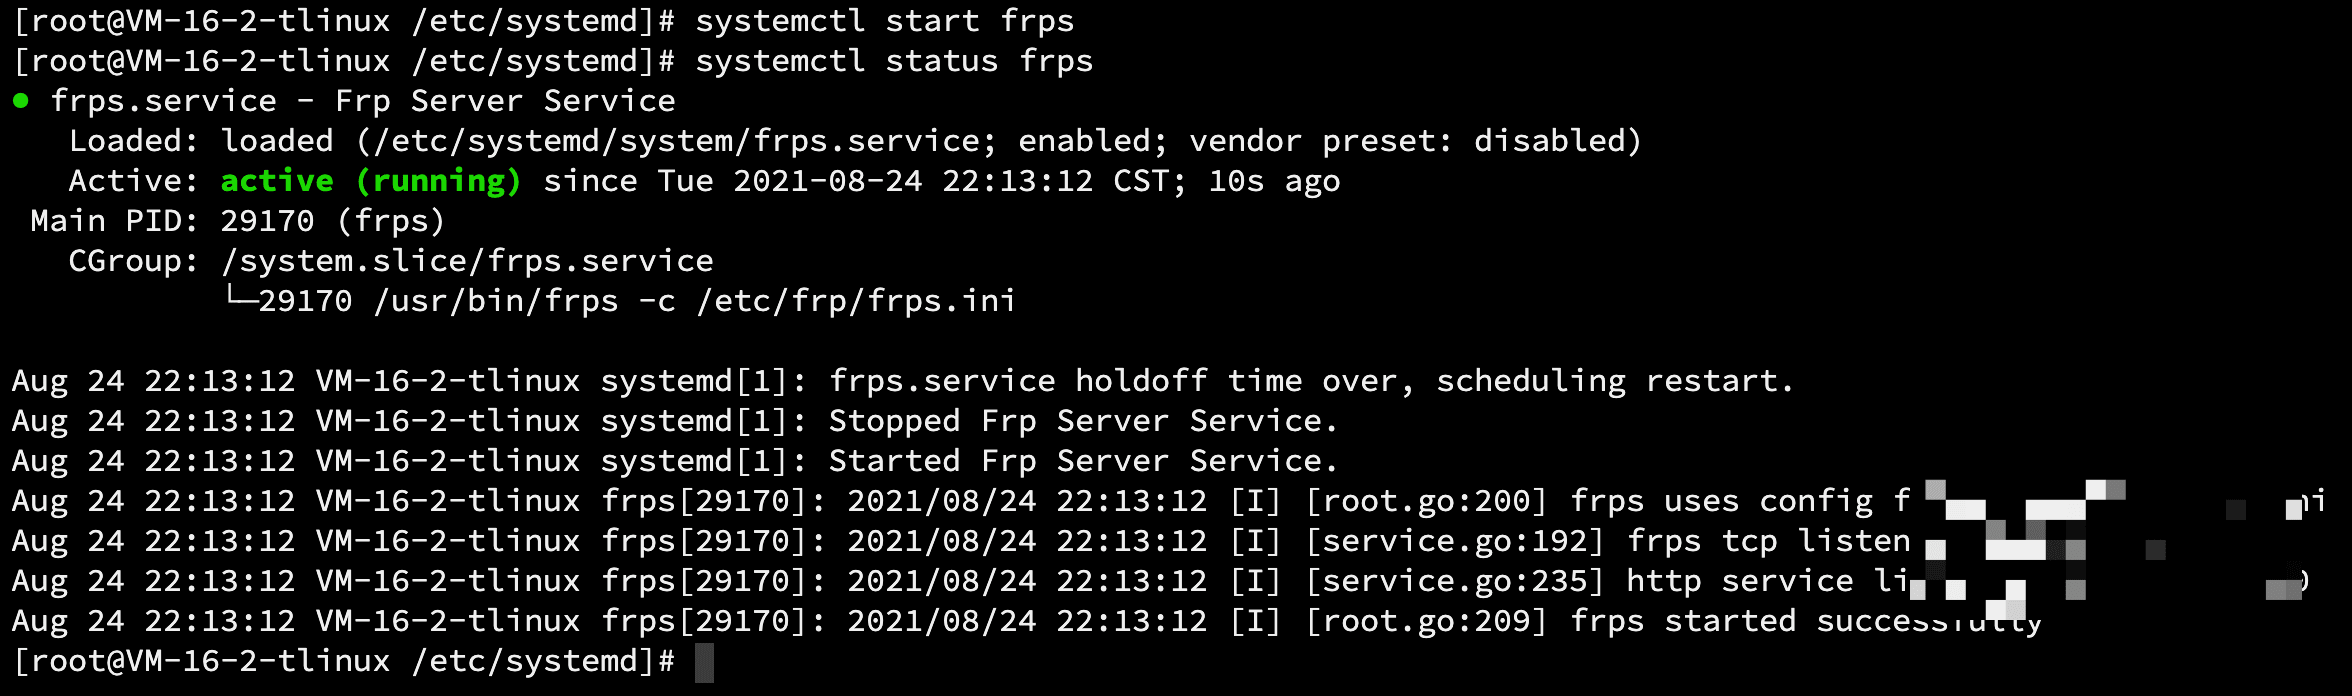 [root@VM-16-2-tlinux /etc/systemd]# systemctl start frps
[root@VM-16-2-tlinux /etc/systemd]# systemctl status frps
● frps.service - Frp Server Service
   Loaded: loaded (/etc/systemd/system/frps.service; enabled; vendor preset: disabled)
   Active: active (running) since Tue 2021-08-24 22:13:12 CST; 10s ago
 Main PID: 29170 (frps)
   CGroup: /system.slice/frps.service
           └─29170 /usr/bin/frps -c /etc/frp/frps.ini
Aug 24 22:13:12 VM-16-2-tlinux systemd[1]: frps.service holdoff time over, scheduling restart.
Aug 24 22:13:12 VM-16-2-tlinux systemd[1]: Stopped Frp Server Service.
Aug 24 22:13:12 VM-16-2-tlinux systemd[1]: Started Frp Server Service.
Aug 24 22:13:12 VM-16-2-tlinux frps[29170]: 2021/08/24 22:13:12 [I] [root.go:200] frps uses config
Aug 24 22:13:12 VM-16-2-tlinux frps[29170]: 2021/08/24 22:13:12 [I] [service.go:192] frps tcp listen
Aug 24 22:13:12 VM-16-2-tlinux frps[29170]: 2021/08/24 22:13:12 [I] [service.go:235] http service
Aug 24 22:13:12 VM-16-2-tlinux frps[29170]: 2021/08/24 22:13:12 [I] [root.go:209] frps started successfully
[root@VM-16-2-tlinux /etc/systemd]#